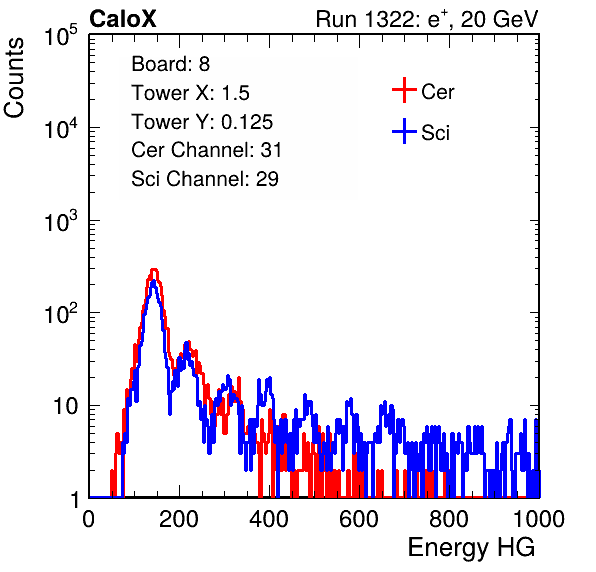 CaloX Run 1322: e⁺, 20 GeV
Counts
Board: 8
Tower X: 1.5
Tower Y: 0.125
Cer Channel: 31
Sci Channel: 29
Cer
Sci
10⁵
10⁴
10³
10²
10
1
0 200 400 600 800 1000
Energy HG